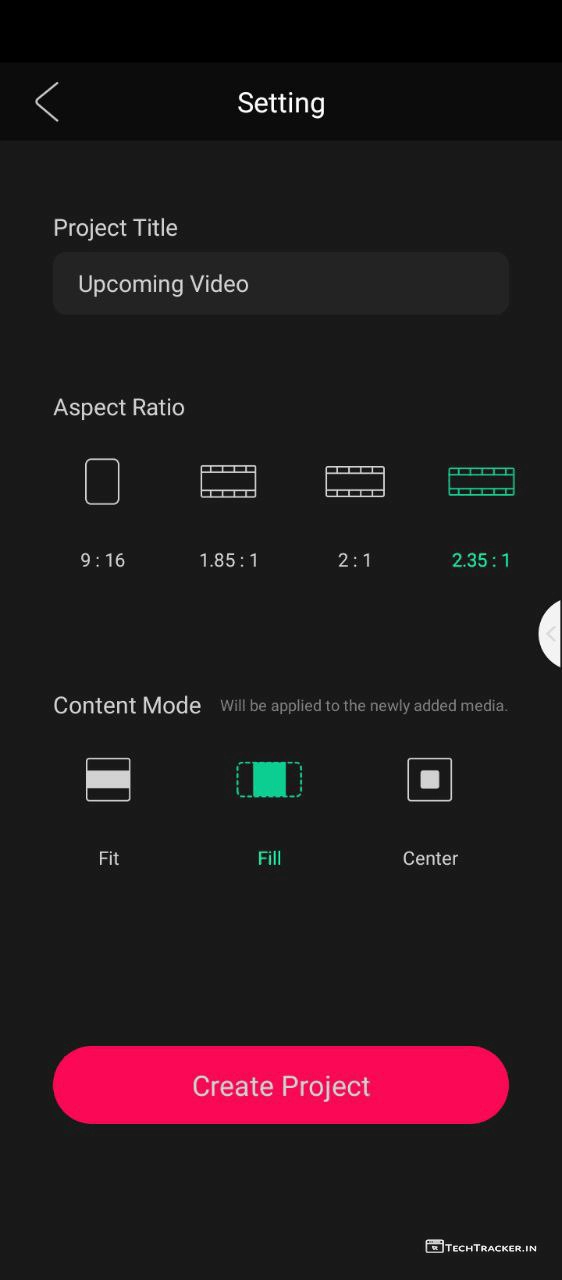 Setting
Project Title
Upcoming Video
Aspect Ratio
9 : 16 1.85 : 1 2 : 1 2.35 : 1
Content Mode Will be applied to the newly added media.
Fit Fill Center
Create Project
TECHTRACKER.IN